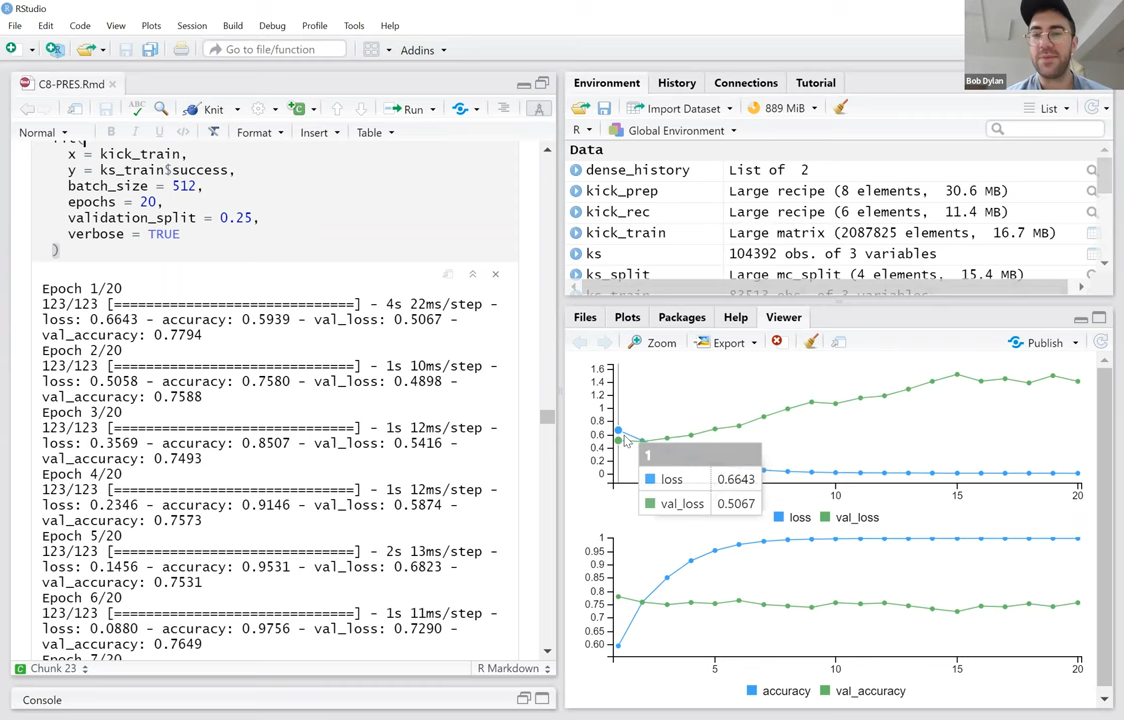 RStudio
File Edit Code View Plots Session Build Debug Profile Tools Help
Go to file/function Addins
Bob Dylan
C8-PRES.Rmd
ABC Knit Run
Normal B I U </> Format Insert Table
x = kick_train,
y = ks_train$success,
batch_size = 512,
epochs = 20,
validation_split = 0.25,
verbose = TRUE
)
Epoch 1/20
123/123 [==============================] - 4s 22ms/step -
loss: 0.6643 - accuracy: 0.5939 - val_loss: 0.5067 -
val_accuracy: 0.7794
Epoch 2/20
123/123 [==============================] - 1s 10ms/step -
loss: 0.5058 - accuracy: 0.7580 - val_loss: 0.4898 -
val_accuracy: 0.7588
Epoch 3/20
123/123 [==============================] - 1s 12ms/step -
loss: 0.3569 - accuracy: 0.8507 - val_loss: 0.5416 -
val_accuracy: 0.7493
Epoch 4/20
123/123 [==============================] - 1s 12ms/step -
loss: 0.2346 - accuracy: 0.9146 - val_loss: 0.5874 -
val_accuracy: 0.7573
Epoch 5/20
123/123 [==============================] - 2s 13ms/step -
loss: 0.1456 - accuracy: 0.9531 - val_loss: 0.6823 -
val_accuracy: 0.7531
Epoch 6/20
123/123 [==============================] - 1s 11ms/step -
loss: 0.0880 - accuracy: 0.9756 - val_loss: 0.7290 -
val_accuracy: 0.7649
Epoch 7/20
C Chunk 23 R Markdown
Console
Environment History Connections Tutorial
Import Dataset 889 MiB List
R Global Environment
Data
dense_history List of 2
kick_prep Large recipe (8 elements, 30.6 MB)
kick_rec Large recipe (6 elements, 11.4 MB)
kick_train Large matrix (2087825 elements, 16.7 MB)
ks 104392 obs. of 3 variables
ks_split Large mc_split (4 elements, 15.4 MB)
ks_train 83513 obs. of 3 variables
Files Plots Packages Help Viewer
Zoom Export Publish
1.6
1.4
1.2
1
0.8
0.6
0.4
0.2
0
1
loss 0.6643
val_loss 0.5067
10 15 20
loss val_loss
1
0.95
0.90
0.85
0.80
0.75
0.70
0.65
0.60
5 10 15 20
accuracy val_accuracy